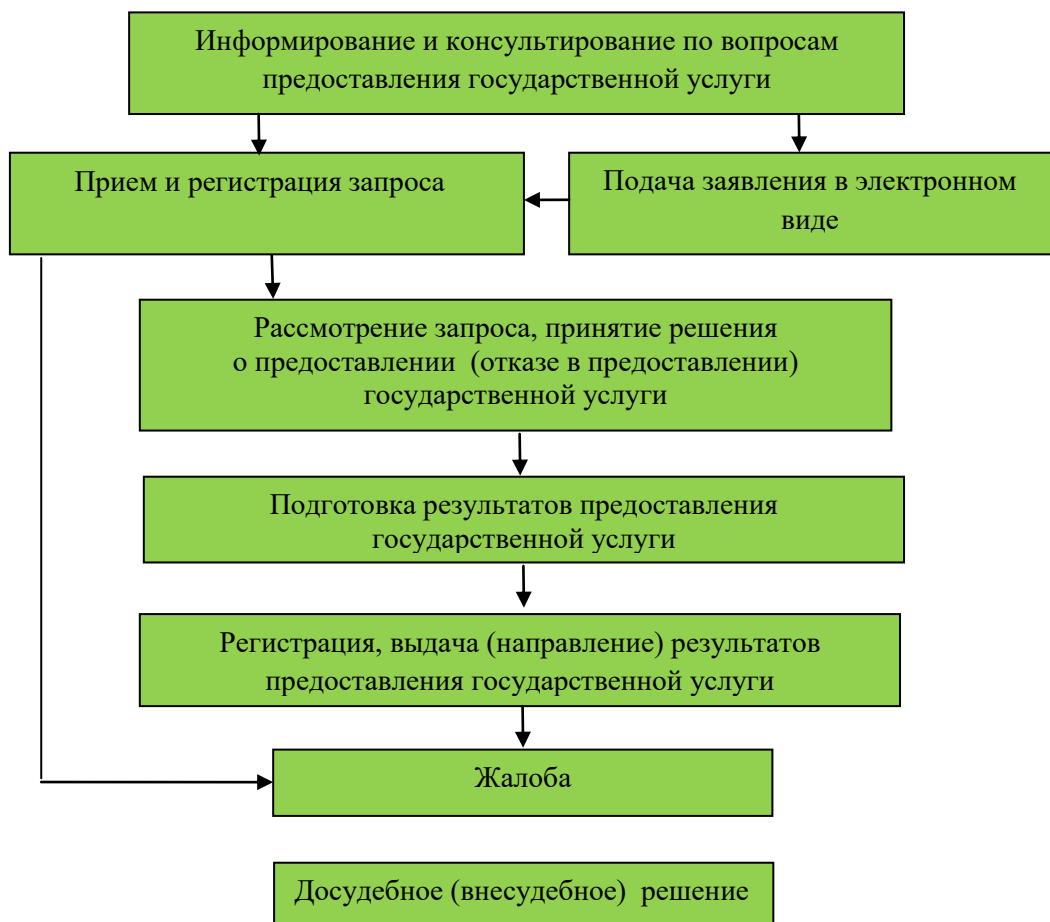 Информирование и консультирование по вопросам
предоставления государственной услуги
Прием и регистрация запроса
Подача заявления в электронном
виде
Рассмотрение запроса, принятие решения
о предоставлении (отказе в предоставлении)
государственной услуги
Подготовка результатов предоставления
государственной услуги
Регистрация, выдача (направление) результатов
предоставления государственной услуги
Жалоба
Досудебное (внесудебное) решение